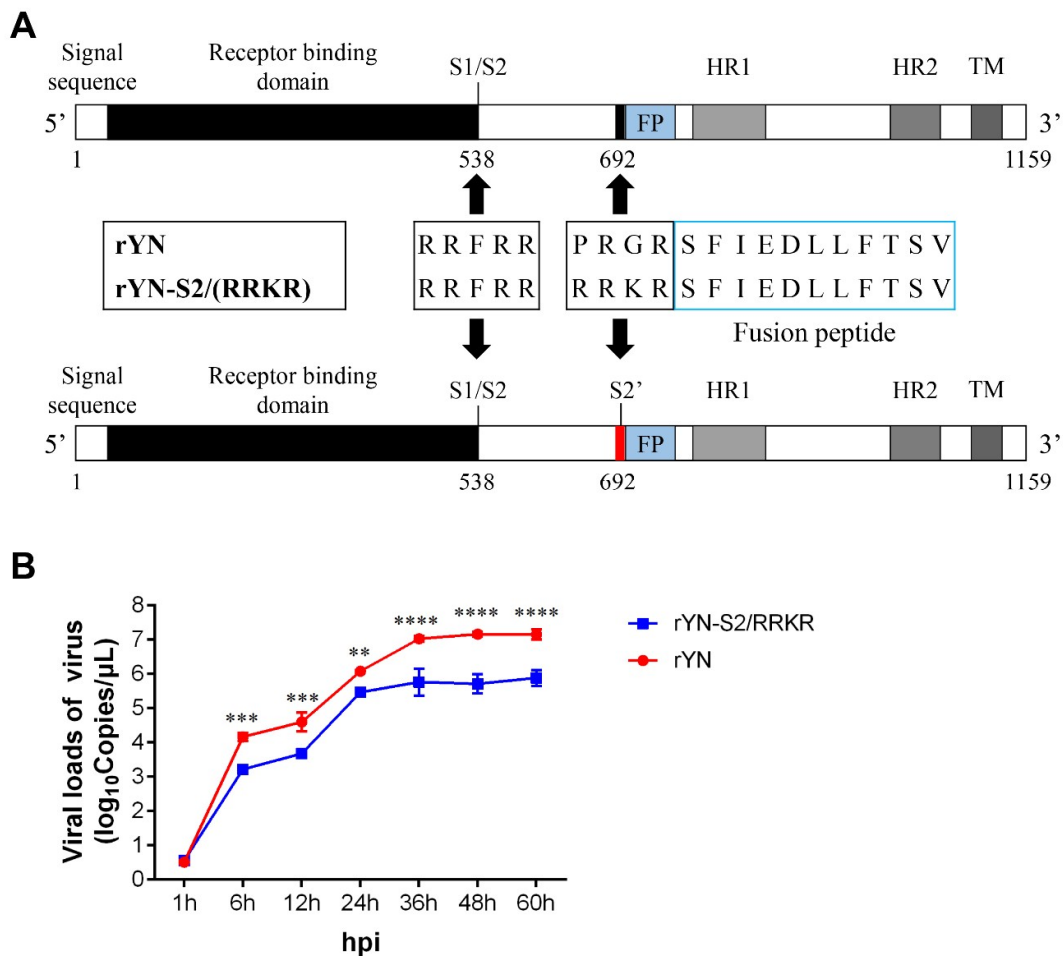 A
Signal sequence
Receptor binding domain
S1/S2
HR1
HR2
TM
5’
FP
3’
1
538
692
1159
rYN
R R F R R
P R G R
S F I E D L L F T S V
rYN-S2/(RRKR)
R R F R R
R R K R
S F I E D L L F T S V
Fusion peptide
Signal sequence
Receptor binding domain
S1/S2
S2’
HR1
HR2
TM
5’
FP
3’
1
538
692
1159
B
Viral loads of virus
(log₁₀Copies/μL)
8
7
6
5
4
3
2
1
0
***
***
**
****
****
****
1h
6h
12h
24h
36h
48h
60h
hpi
rYN-S2/RRKR
rYN